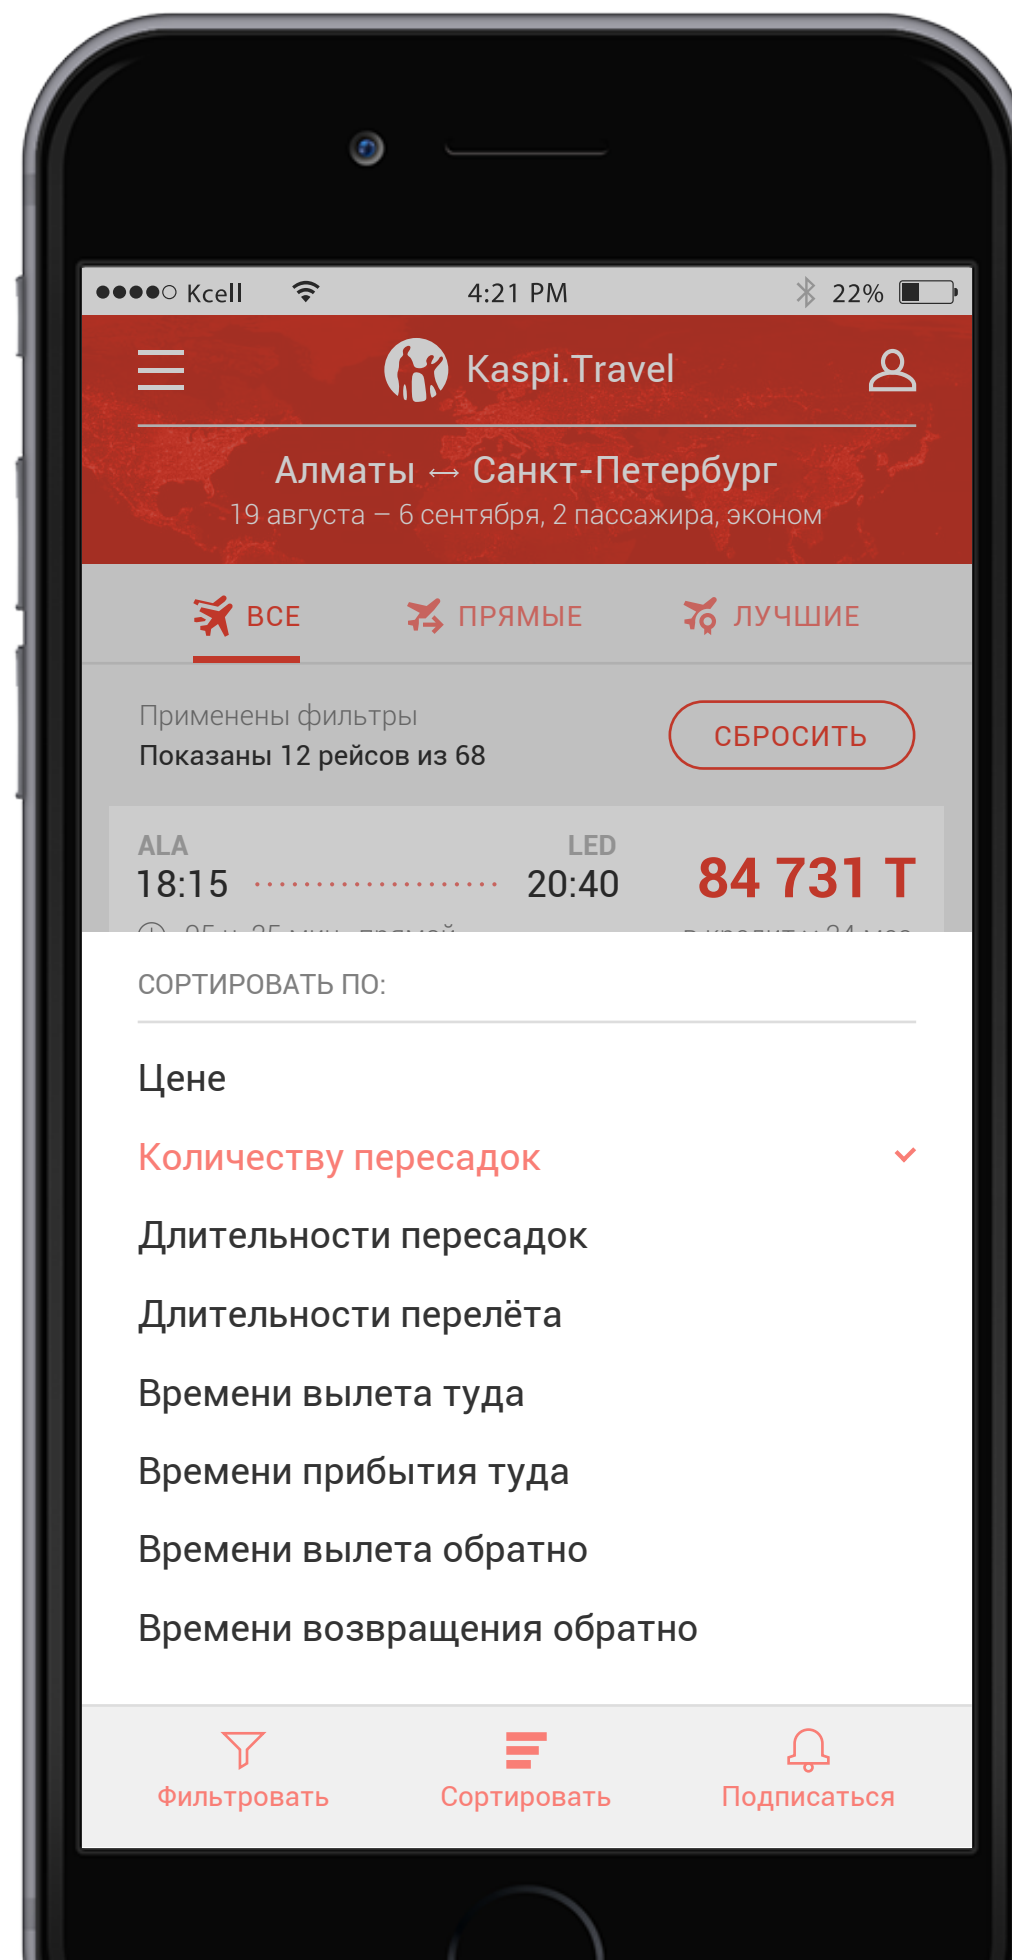 Kcell 4:21 PM 22%
Kaspi.Travel
Алматы ↔ Санкт-Петербург
19 августа – 6 сентября, 2 пассажира, эконом
ВСЕ ПРЯМЫЕ ЛУЧШИЕ
Применены фильтры
Показаны 12 рейсов из 68
СБРОСИТЬ
ALA LED
18:15 20:40 84 731 Т
СОРТИРОВАТЬ ПО:
Цене
Количеству пересадок
Длительности пересадок
Длительности перелёта
Времени вылета туда
Времени прибытия туда
Времени вылета обратно
Времени возвращения обратно
Фильтровать Сортировать Подписаться